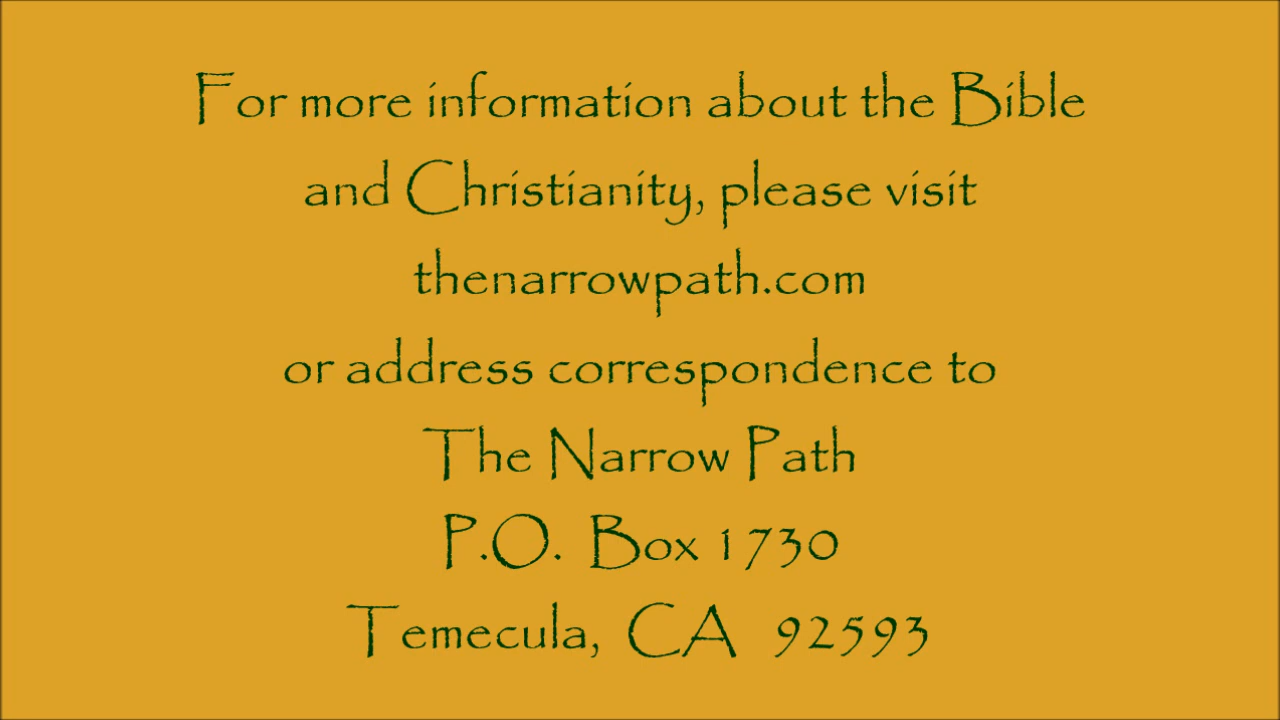 For more information about the Bible
and Christianity, please visit
thenarrowpath.com
or address correspondence to
The Narrow Path
P.O. Box 1730
Temecula, CA 92593